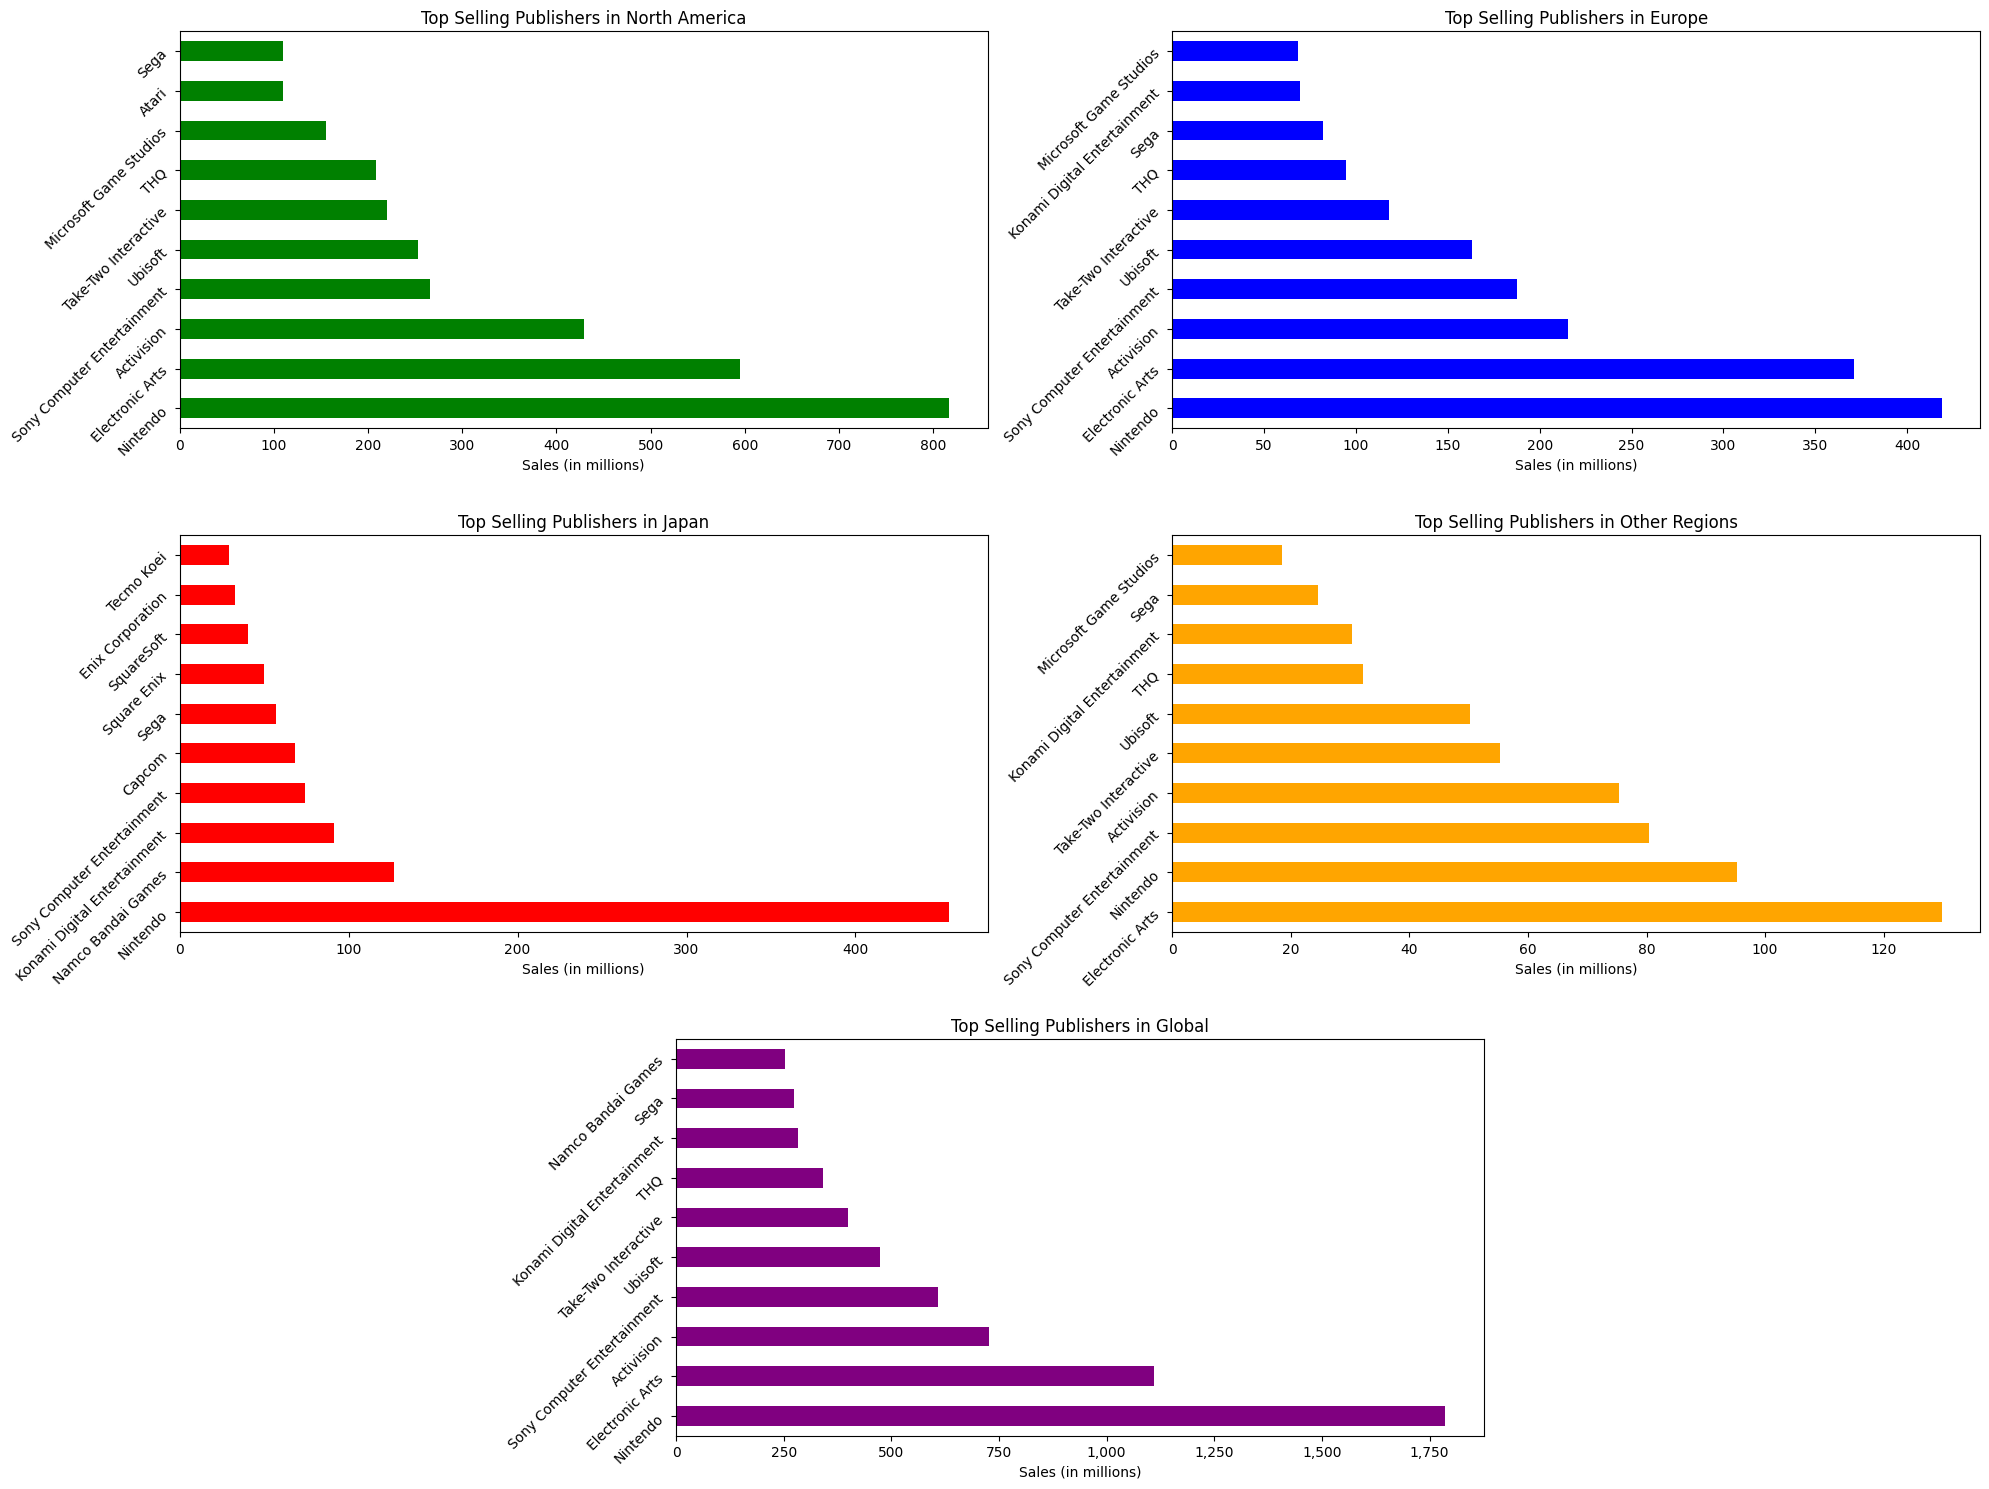 Top Selling Publishers in North America
Sega
Atari
Microsoft Game Studios
THQ
Take-Two Interactive
Ubisoft
Sony Computer Entertainment
Activision
Electronic Arts
Nintendo
0 100 200 300 400 500 600 700 800
Sales (in millions)
Top Selling Publishers in Europe
Microsoft Game Studios
Konami Digital Entertainment
Sega
THQ
Take-Two Interactive
Ubisoft
Sony Computer Entertainment
Activision
Electronic Arts
Nintendo
0 50 100 150 200 250 300 350 400
Sales (in millions)
Top Selling Publishers in Japan
Tecmo Koei
Enix Corporation
SquareSoft
Square Enix
Sega
Capcom
Sony Computer Entertainment
Konami Digital Entertainment
Namco Bandai Games
Nintendo
0 100 200 300 400
Sales (in millions)
Top Selling Publishers in Other Regions
Microsoft Game Studios
Sega
Konami Digital Entertainment
THQ
Ubisoft
Take-Two Interactive
Activision
Sony Computer Entertainment
Nintendo
Electronic Arts
0 20 40 60 80 100 120
Sales (in millions)
Top Selling Publishers in Global
Namco Bandai Games
Sega
Konami Digital Entertainment
THQ
Take-Two Interactive
Ubisoft
Sony Computer Entertainment
Activision
Electronic Arts
Nintendo
0 250 500 750 1,000 1,250 1,500 1,750
Sales (in millions)